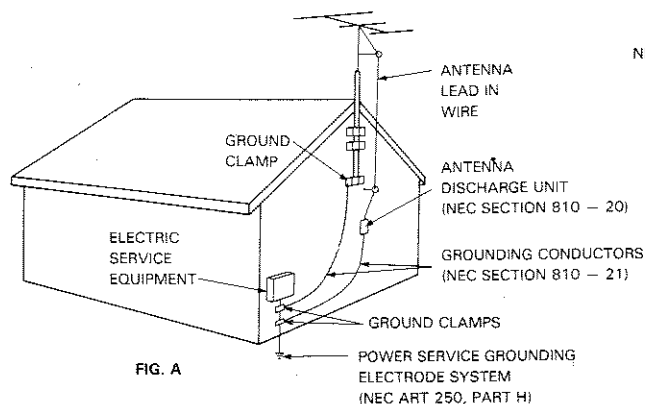 N
ANTENNA
LEAD IN
WIRE
GROUND
CLAMP
ANTENNA
DISCHARGE UNIT
(NEC SECTION 810 — 20)
ELECTRIC
SERVICE
EQUIPMENT
GROUNDING CONDUCTORS
(NEC SECTION 810 — 21)
GROUND CLAMPS
FIG. A
POWER SERVICE GROUNDING
ELECTRODE SYSTEM
(NEC ART 250, PART H)